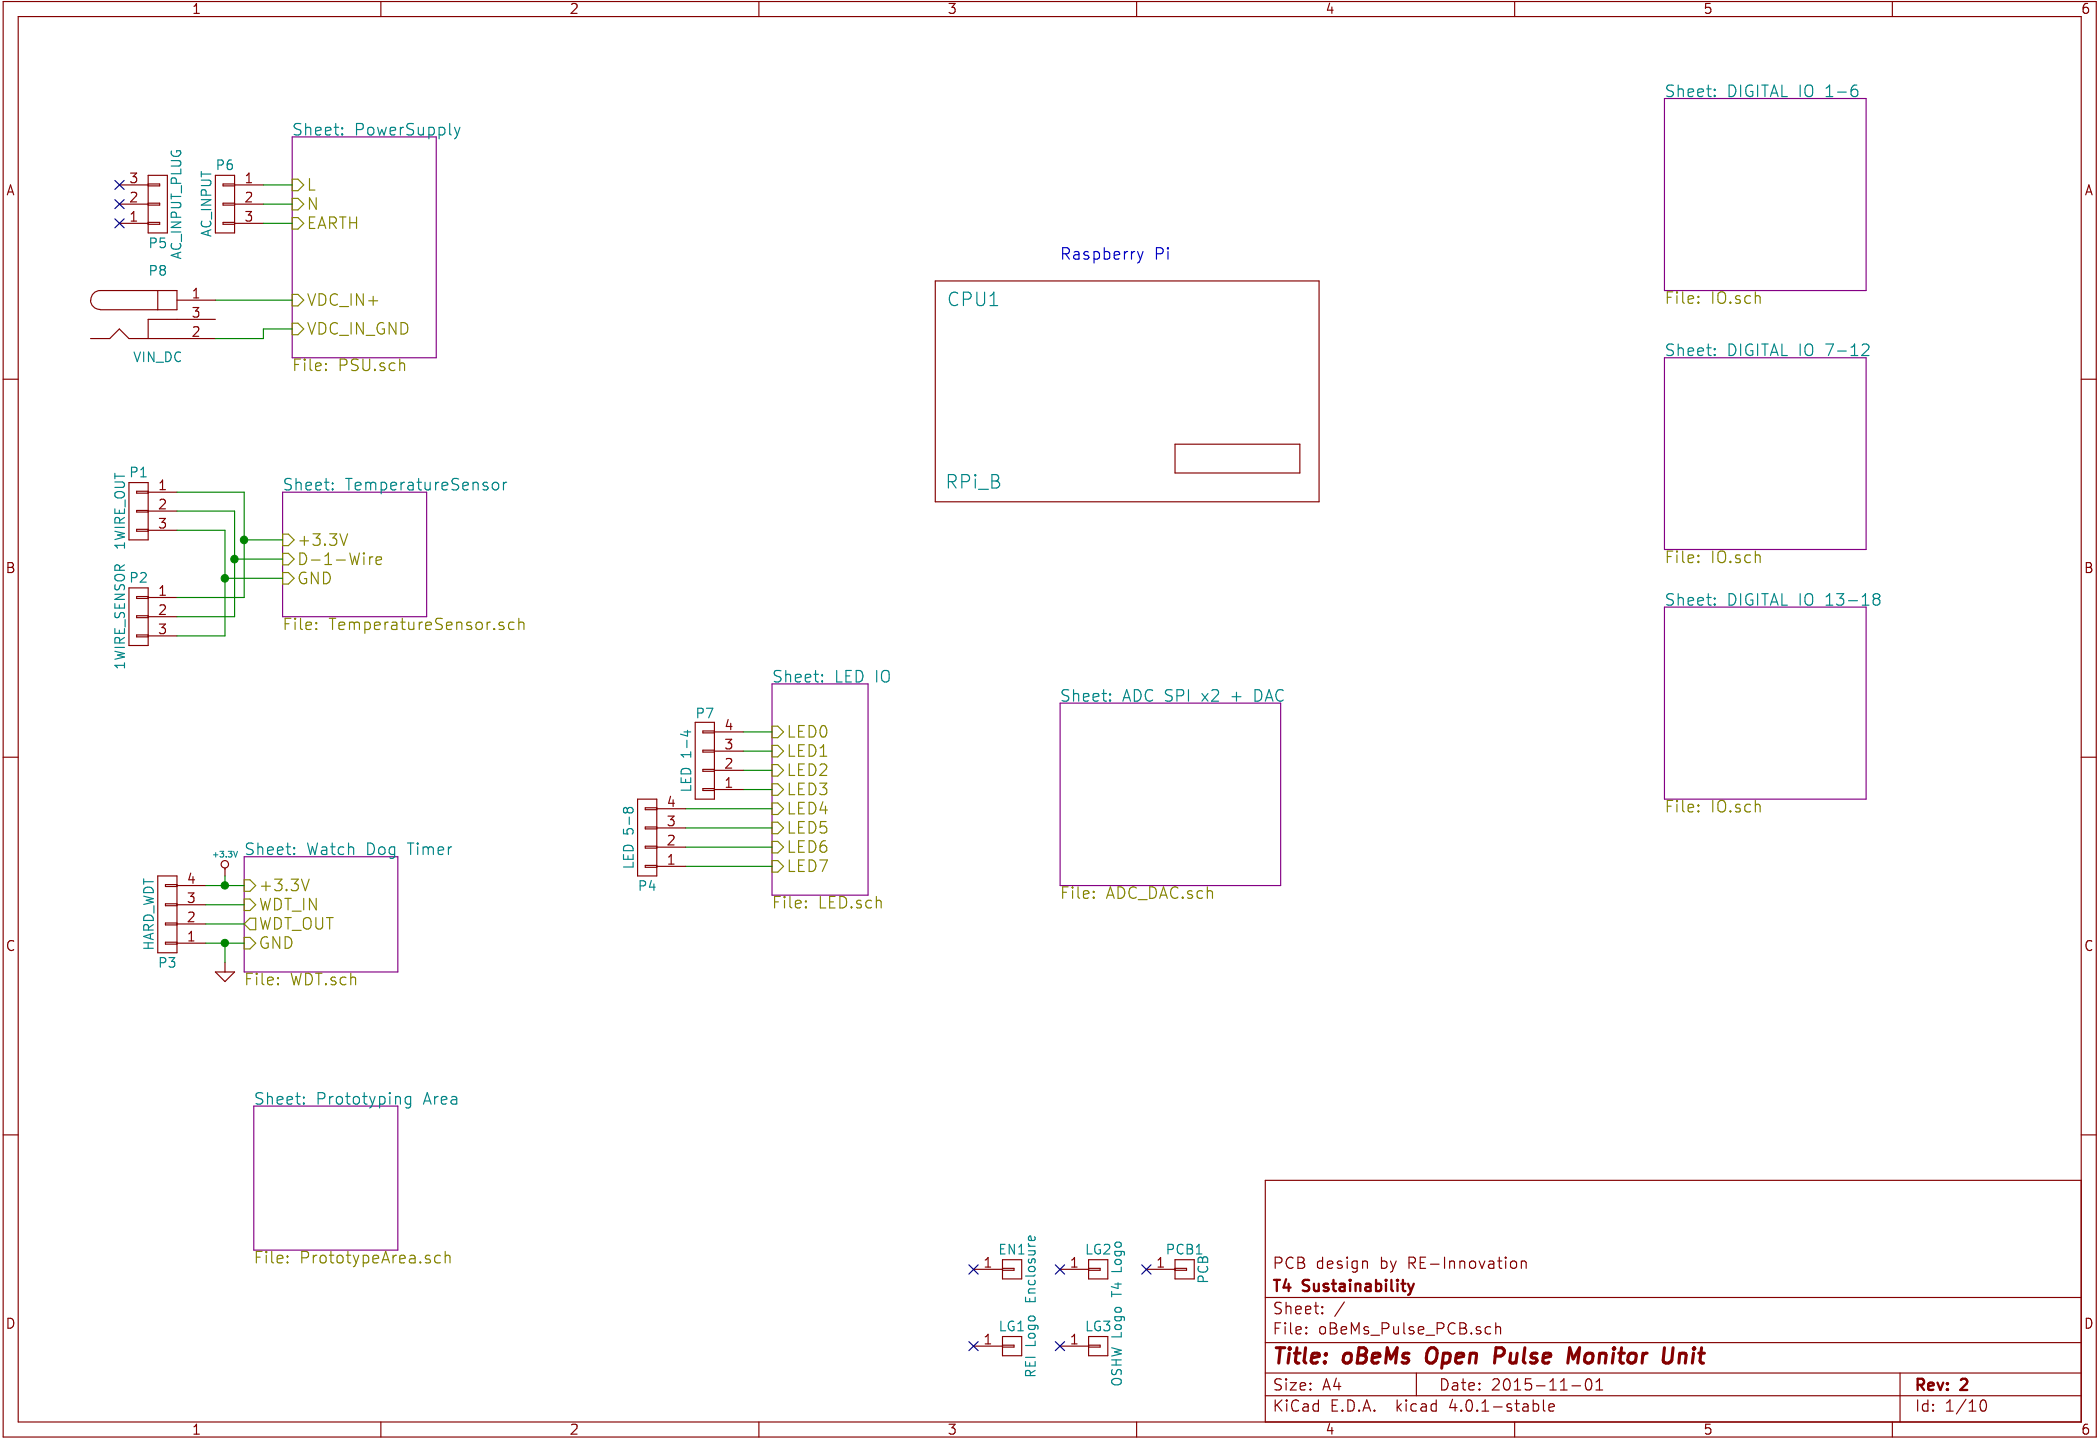 1 2 3 4 5 6
A
B
C
D
A
B
C
D
1 2 3 4 5 6
Sheet: PowerSupply
L
N
EARTH
VDC_IN+
VDC_IN_GND
File: PSU.sch
3
2
1
P5
AC_INPUT_PLUG
P6
AC_INPUT
1
2
3
P8
1
3
2
VIN_DC
Sheet: TemperatureSensor
+3.3V
D-1-Wire
GND
File: TemperatureSensor.sch
P1
1WIRE_OUT
1
2
3
P2
1WIRE_SENSOR
1
2
3
Sheet: Watch Dog Timer
+3.3V
+3.3V
WDT_IN
WDT_OUT
GND
File: WDT.sch
HARD_WDT
4
3
2
1
P3
Sheet: Prototyping Area
File: PrototypeArea.sch
Sheet: LED IO
LED0
LED1
LED2
LED3
LED4
LED5
LED6
LED7
File: LED.sch
P7
LED 1-4
4
3
2
1
LED 5-8
4
3
2
1
P4
Raspberry Pi
CPU1
RPi_B
Sheet: ADC SPI x2 + DAC
File: ADC_DAC.sch
Sheet: DIGITAL IO 1-6
File: IO.sch
Sheet: DIGITAL IO 7-12
File: IO.sch
Sheet: DIGITAL IO 13-18
File: IO.sch
EN1
1
Enclosure
LG2
1
T4 Logo
PCB1
1
PCB
LG1
1
REI Logo
LG3
1
OSHW Logo
PCB design by RE-Innovation
T4 Sustainability
Sheet: /
File: oBeMs_Pulse_PCB.sch
Title: oBeMs Open Pulse Monitor Unit
Size: A4 Date: 2015-11-01 Rev: 2
KiCad E.D.A. kicad 4.0.1-stable Id: 1/10